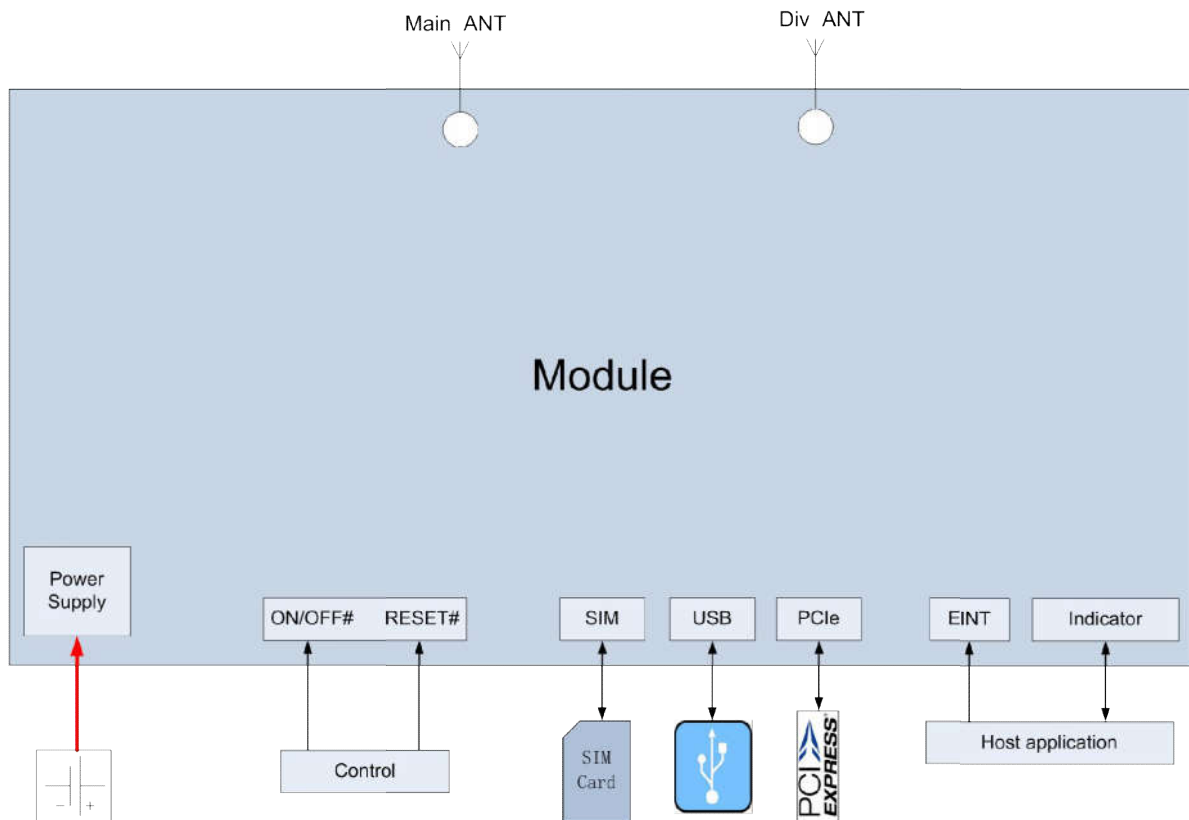 Main ANT
Div ANT
Module
Power
Supply
ON/OFF# RESET#
SIM
USB
PCIe
EINT
Indicator
Control
SIM
Card
PCI
EXPRESS®
Host application
- +